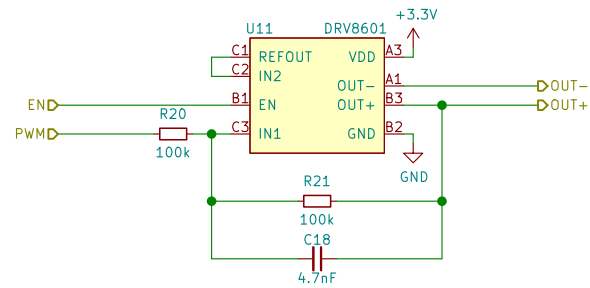 +3.3V
U11 DRV8601
C1 REFOUT VDD A3
C2 IN2
OUT- A1 OUT-
EN B1 EN OUT+ B3 OUT+
R20
PWM C3 IN1 GND B2
100k
GND
R21
100k
C18
4.7nF